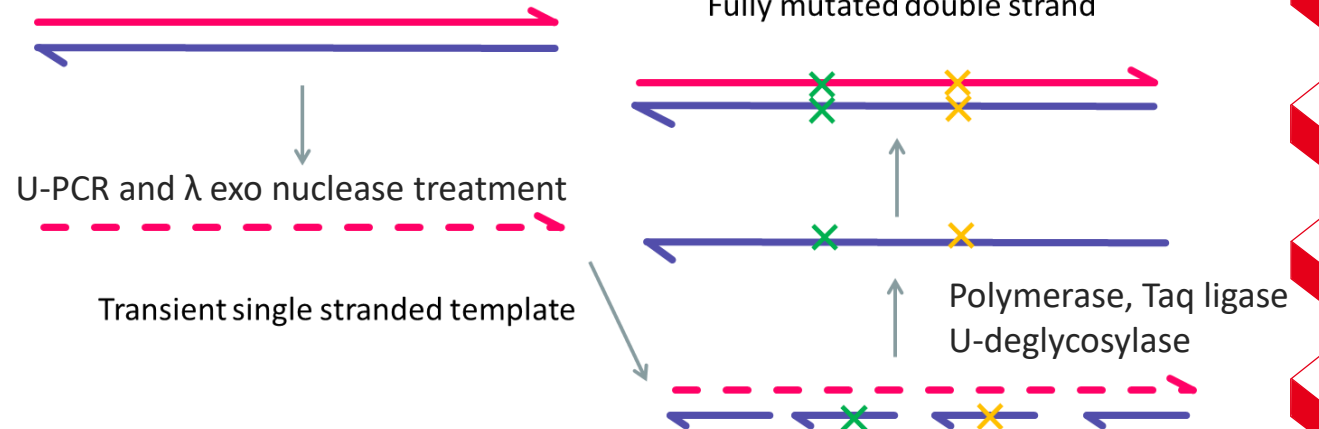 Fully mutated double strand
U-PCR and λ exo nuclease treatment
Transient single stranded template
Polymerase, Taq ligase
U-deglycosylase